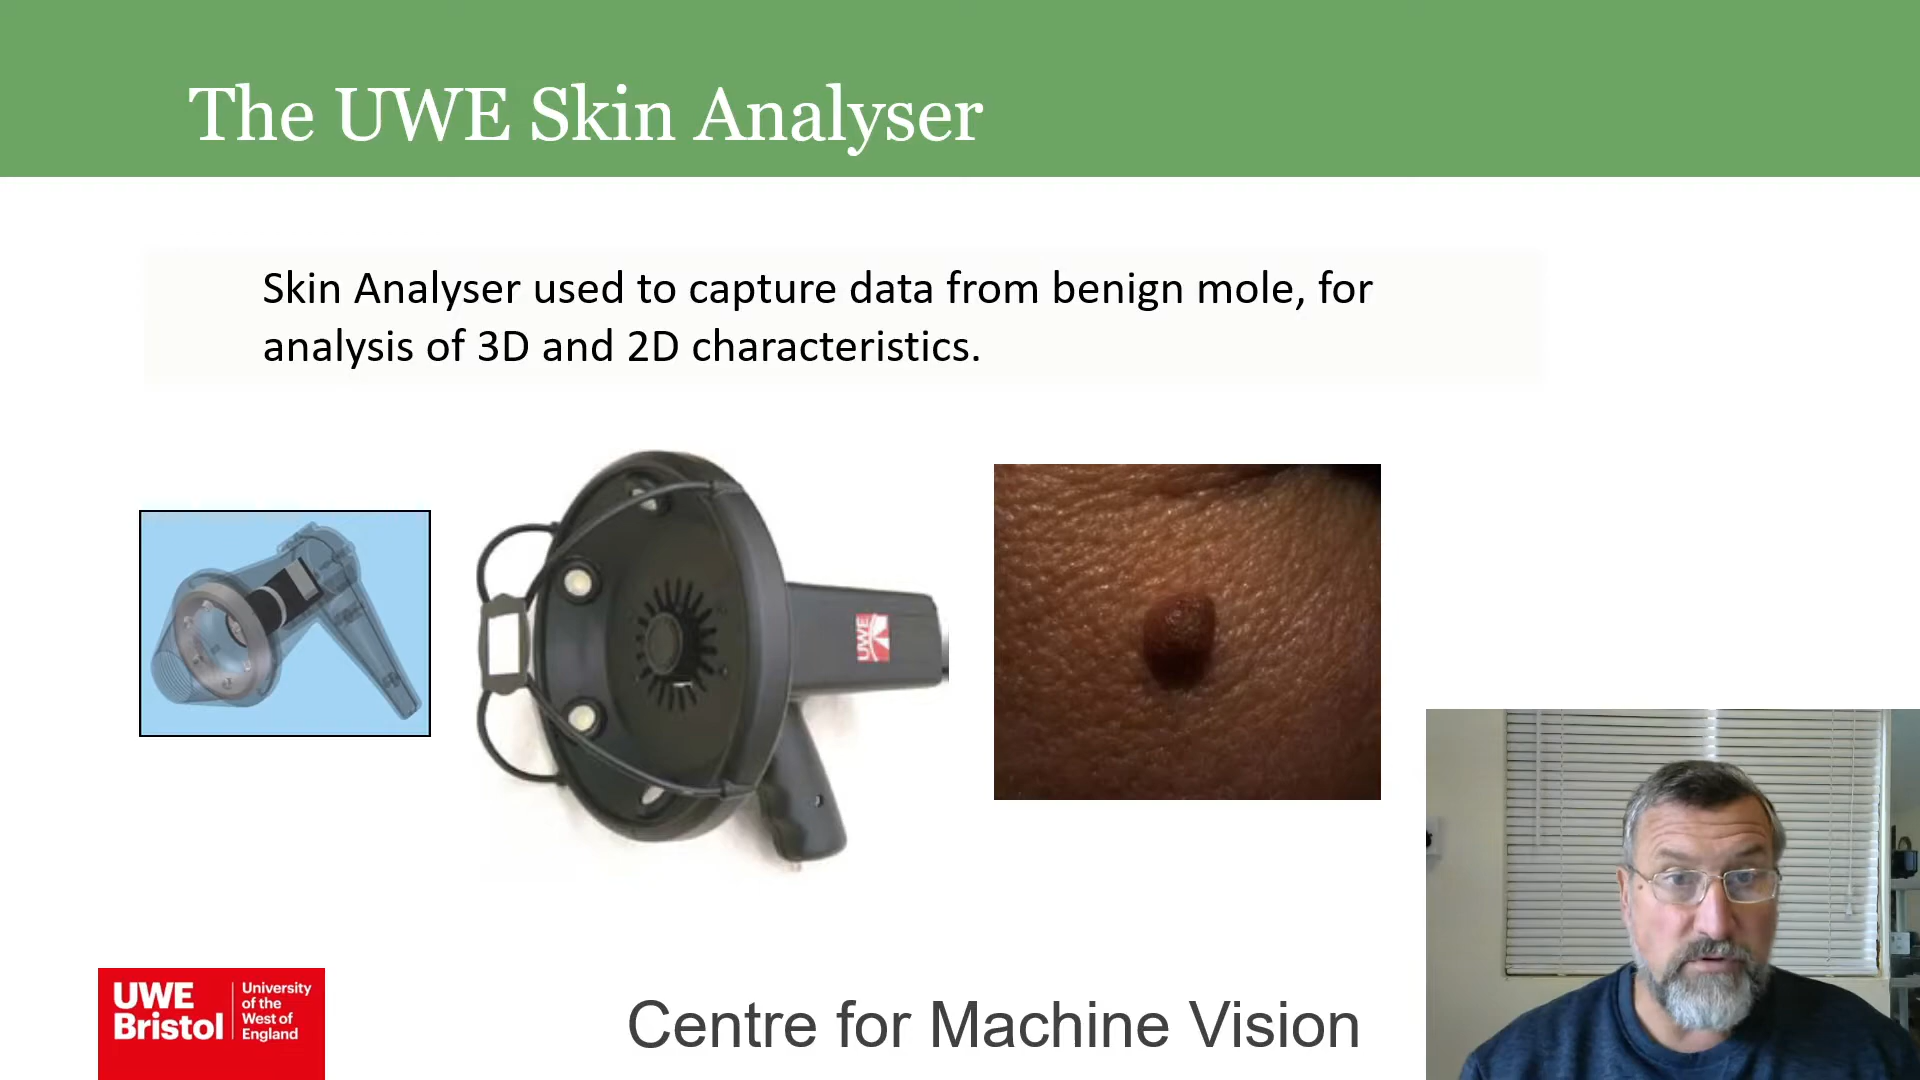 The UWE Skin Analyser
Skin Analyser used to capture data from benign mole, for
analysis of 3D and 2D characteristics.
UWE
UWE
Bristol
University
of the
West of
England
Centre for Machine Vision